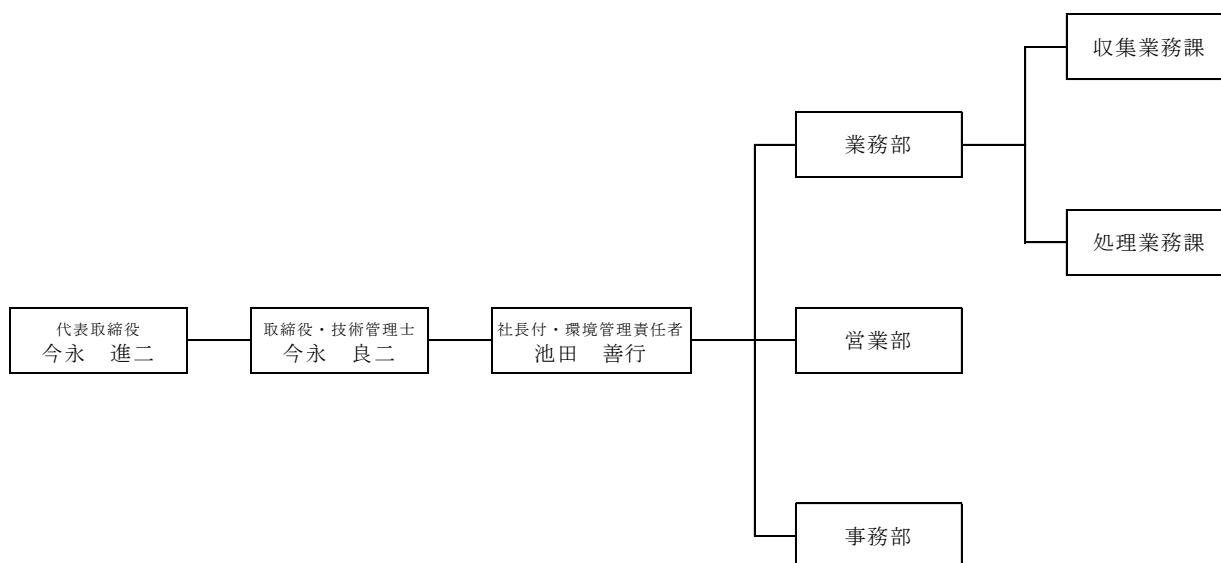 収集業務課
業務部
処理業務課
代表取締役
今永　進二
取締役・技術管理士
今永　良二
社長付・環境管理責任者
池田　善行
営業部
事務部